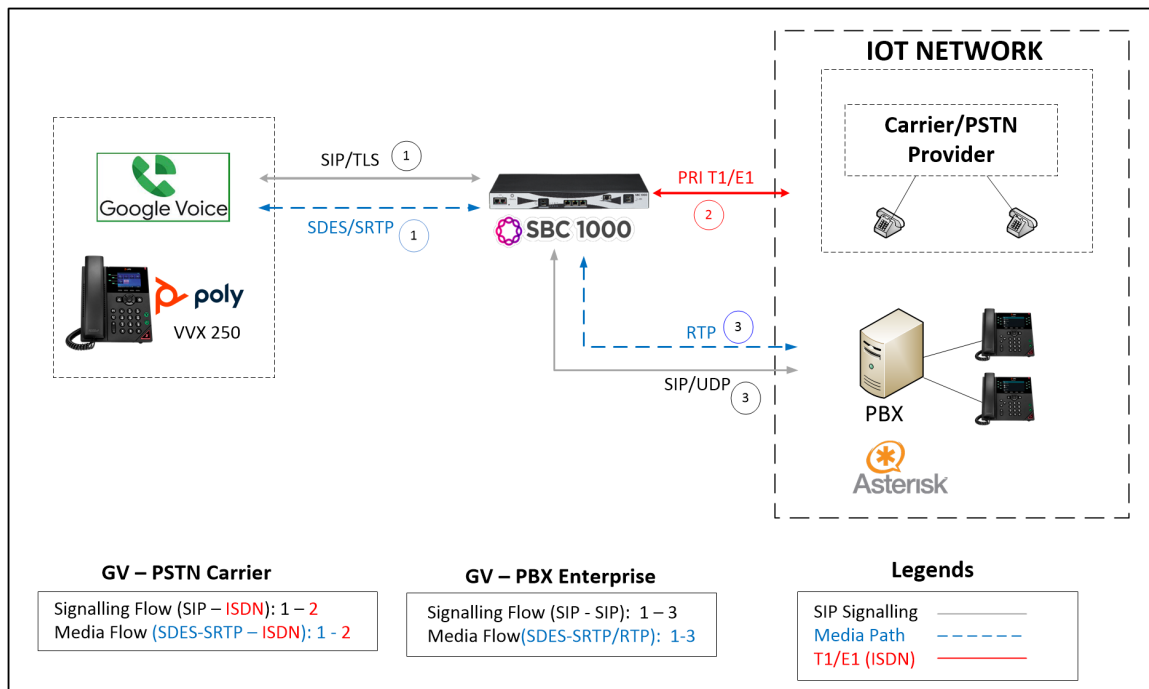 IOT NETWORK
Carrier/PSTN
Provider
SIP/TLS
1
Google Voice
SDES/SRTP
1
SBC 1000
PRI T1/E1
2
poly
VVX 250
RTP
3
SIP/UDP
3
PBX
Asterisk
GV – PSTN Carrier
Signalling Flow (SIP – ISDN): 1 – 2
Media Flow (SDES-SRTP – ISDN): 1 - 2
GV – PBX Enterprise
Signalling Flow (SIP - SIP): 1 – 3
Media Flow(SDES-SRTP/RTP): 1-3
Legends
SIP Signalling
Media Path
T1/E1 (ISDN)